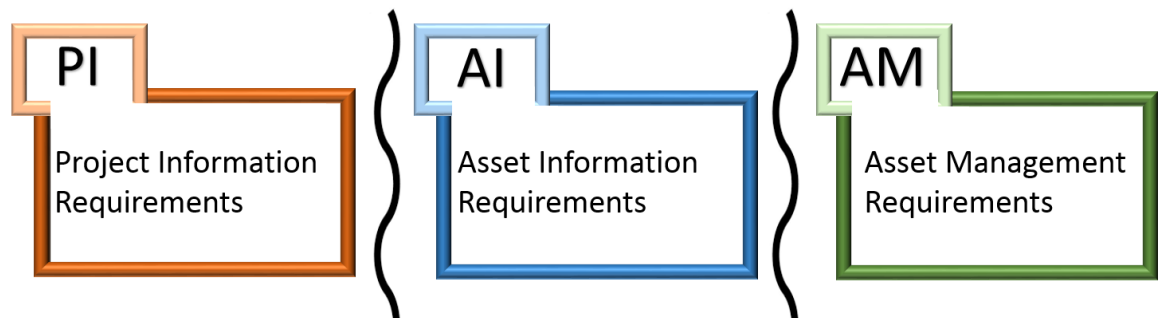 PI
Project Information
Requirements
AI
Asset Information
Requirements
AM
Asset Management
Requirements